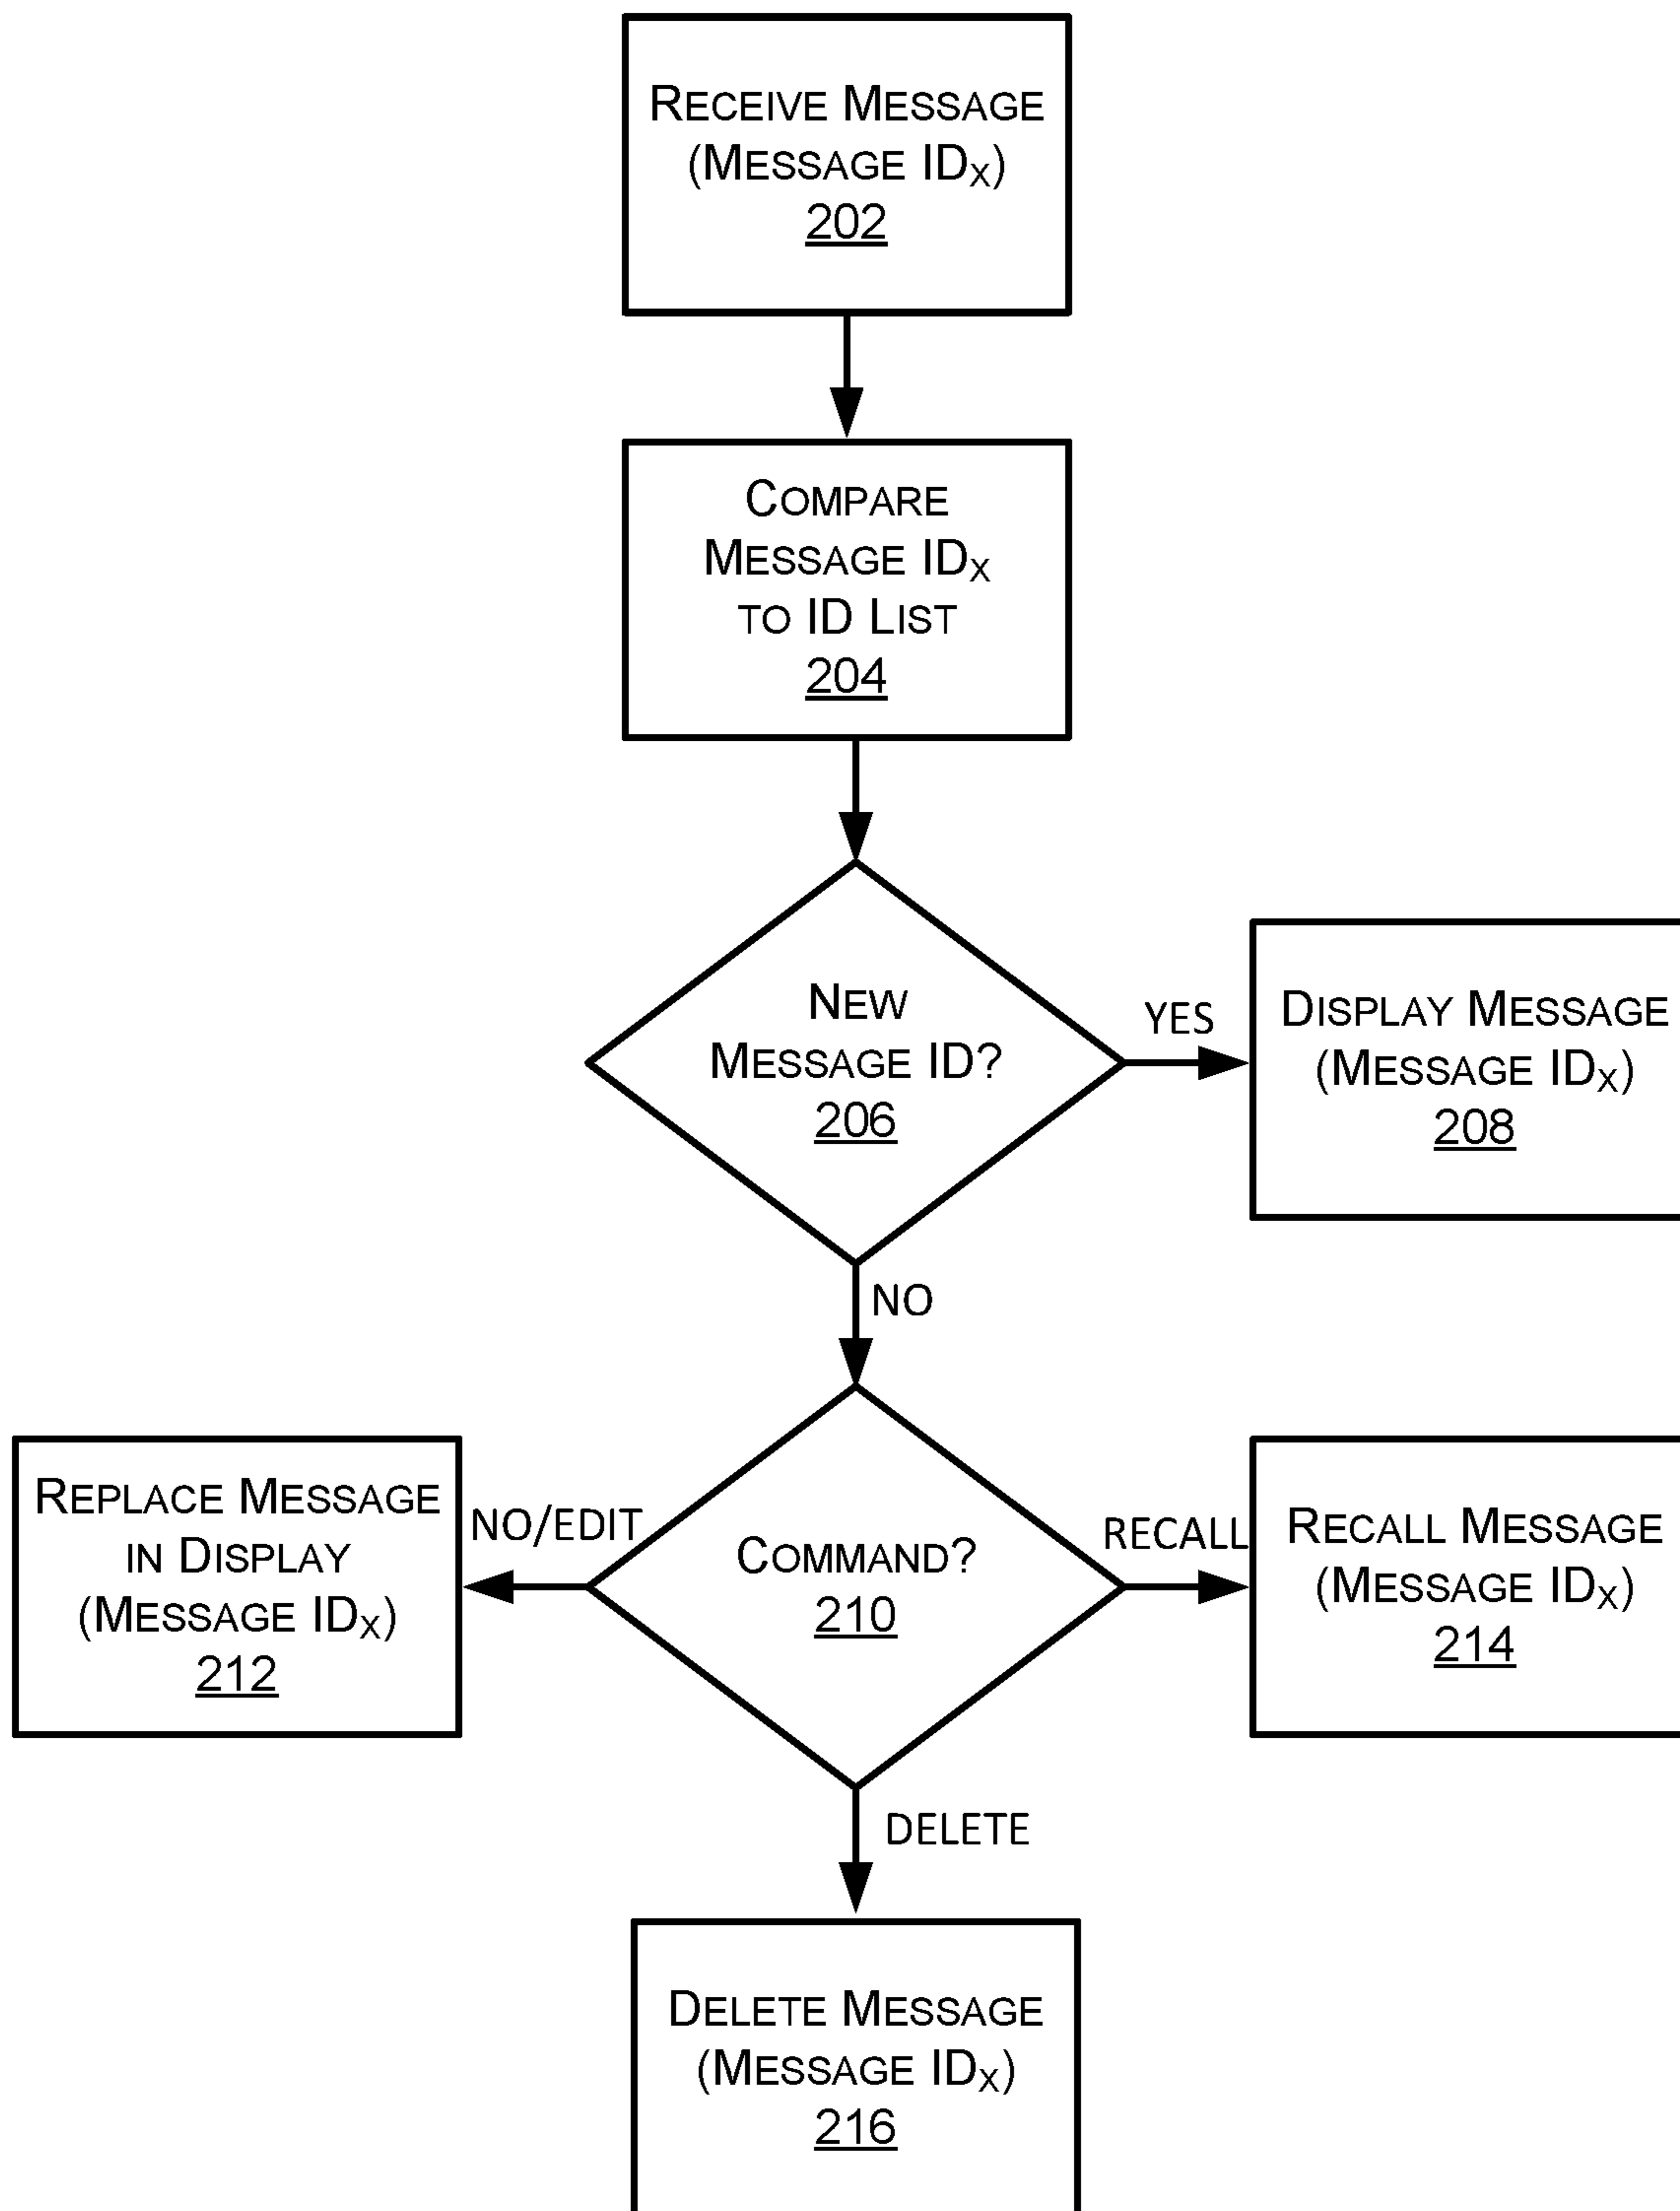 RECEIVE MESSAGE
(MESSAGE IDX)
202
COMPARE
MESSAGE IDX
TO ID LIST
204
NEW
MESSAGE ID?
206
YES
DISPLAY MESSAGE
(MESSAGE IDX)
208
NO
COMMAND?
210
NO/EDIT
REPLACE MESSAGE
IN DISPLAY
(MESSAGE IDX)
212
RECALL
RECALL MESSAGE
(MESSAGE IDX)
214
DELETE
DELETE MESSAGE
(MESSAGE IDX)
216